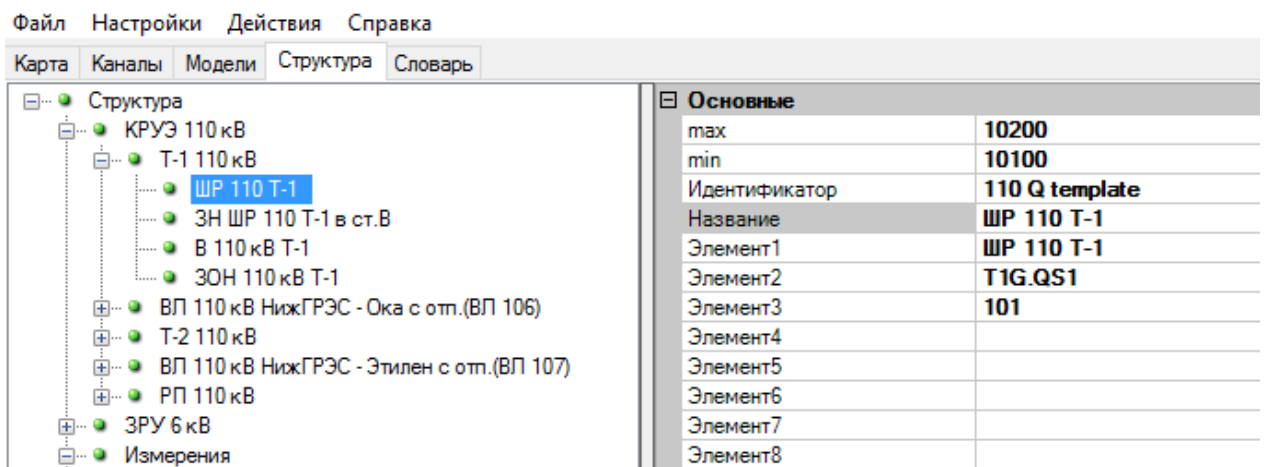 Файл Настройки Действия Справка
Карта Каналы Модели Структура Словарь
Структура
КРУЭ 110 кВ
Т-1 110 кВ
ШР 110 Т-1
ЗН ШР 110 Т-1 в ст.В
В 110 кВ Т-1
ЗОН 110 кВ Т-1
ВЛ 110 кВ НижГРЭС - Ока с отп.(ВЛ 106)
Т-2 110 кВ
ВЛ 110 кВ НижГРЭС - Этилен с отп.(ВЛ 107)
РП 110 кВ
ЗРУ 6 кВ
Измерения
Основные
max 10200
min 10100
Идентификатор 110 Q template
Название ШР 110 Т-1
Элемент1 ШР 110 Т-1
Элемент2 T1G.QS1
Элемент3 101
Элемент4
Элемент5
Элемент6
Элемент7
Элемент8